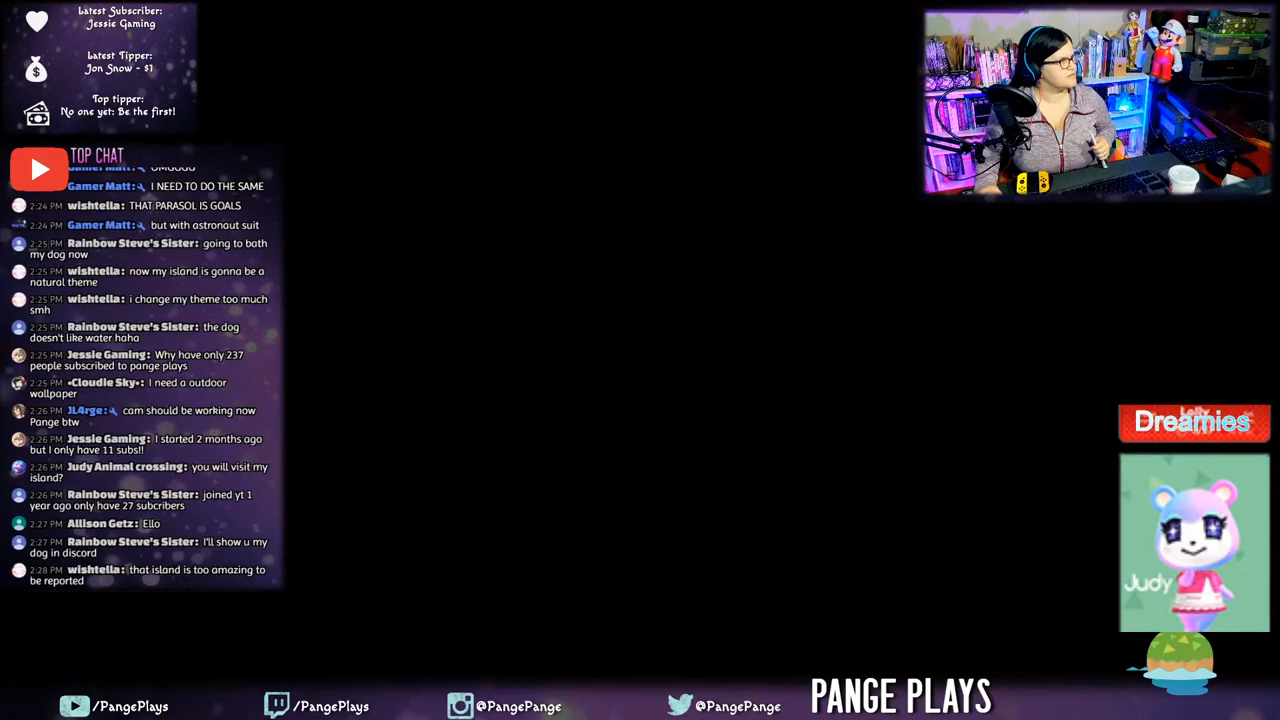 Latest Subscriber:
Jessie Gaming
Latest Tipper:
Jon Snow - $1
Top tipper:
No one yet: Be the first!
TOP CHAT
Gamer Matt: OMGGGG
Gamer Matt: I NEED TO DO THE SAME
2:24 PM wishtella: THAT PARASOL IS GOALS
2:24 PM Gamer Matt: but with astronaut suit
2:25 PM Rainbow Steve's Sister: going to bath
my dog now
2:25 PM wishtella: now my island is gonna be a
natural theme
2:25 PM wishtella: i change my theme too much
smh
2:25 PM Rainbow Steve's Sister: the dog
doesn't like water haha
2:25 PM Jessie Gaming: Why have only 237
people subscribed to pange plays
2:25 PM •Cloudie Sky•: I need a outdoor
wallpaper
2:26 PM JL4rge: cam should be working now
Pange btw
2:26 PM Jessie Gaming: I started 2 months ago
but I only have 11 subs!!
2:26 PM Judy Animal crossing: you will visit my
island?
2:26 PM Rainbow Steve's Sister: joined yt 1
year ago only have 27 subcribers
2:27 PM Allison Getz: Ello
2:27 PM Rainbow Steve's Sister: I'll show u my
dog in discord
2:28 PM wishtella: that island is too amazing to
be reported
Dreamies
Judy
/PangePlays
/PangePlays
@PangePange
@PangePange
PANGE PLAYS